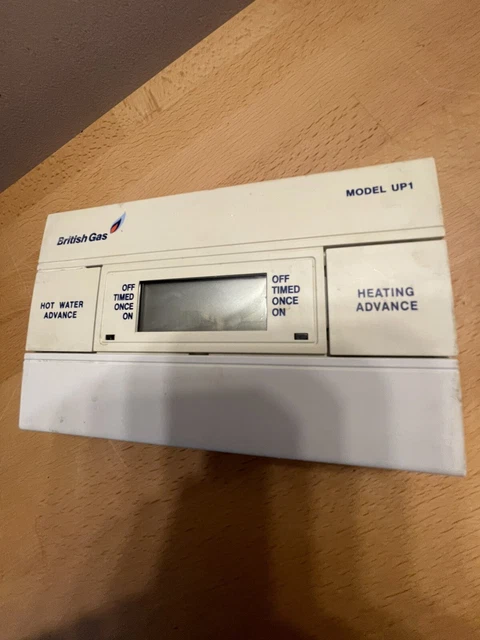 British Gas
MODEL UP1
HOT WATER
ADVANCE
OFF
TIMED
ONCE
ON
OFF
TIMED
ONCE
ON
HEATING
ADVANCE